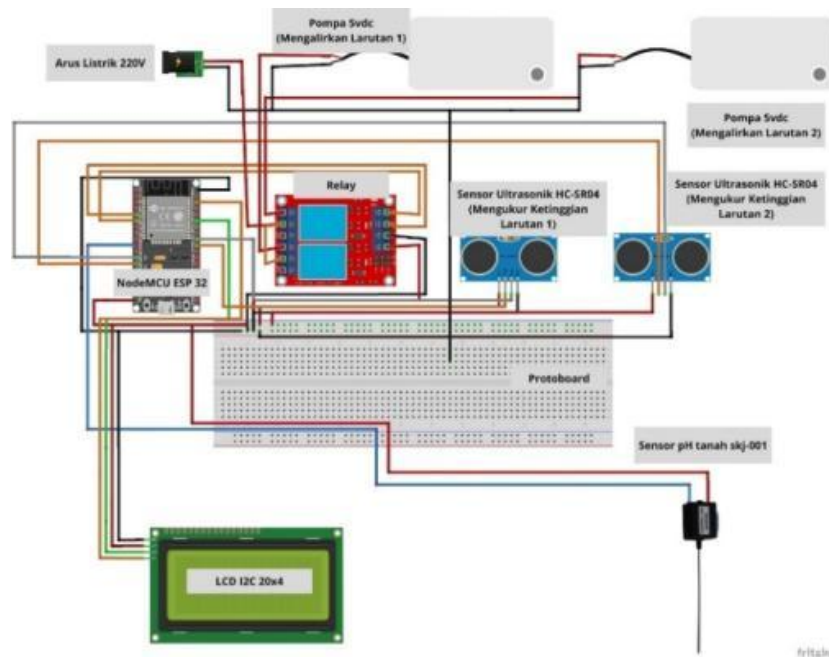 Pompa 5vdc
(Mengalirkan Larutan 1)
Arus Listrik 220V
Pompa 5vdc
(Mengalirkan Larutan 2)
Relay
Sensor Ultrasonik HC-SR04
(Mengukur Ketinggian
Larutan 1)
Sensor Ultrasonik HC-SR04
(Mengukur Ketinggian
Larutan 2)
NodeMCU ESP 32
Protoboard
Sensor pH tanah skj-001
LCD I2C 20x4